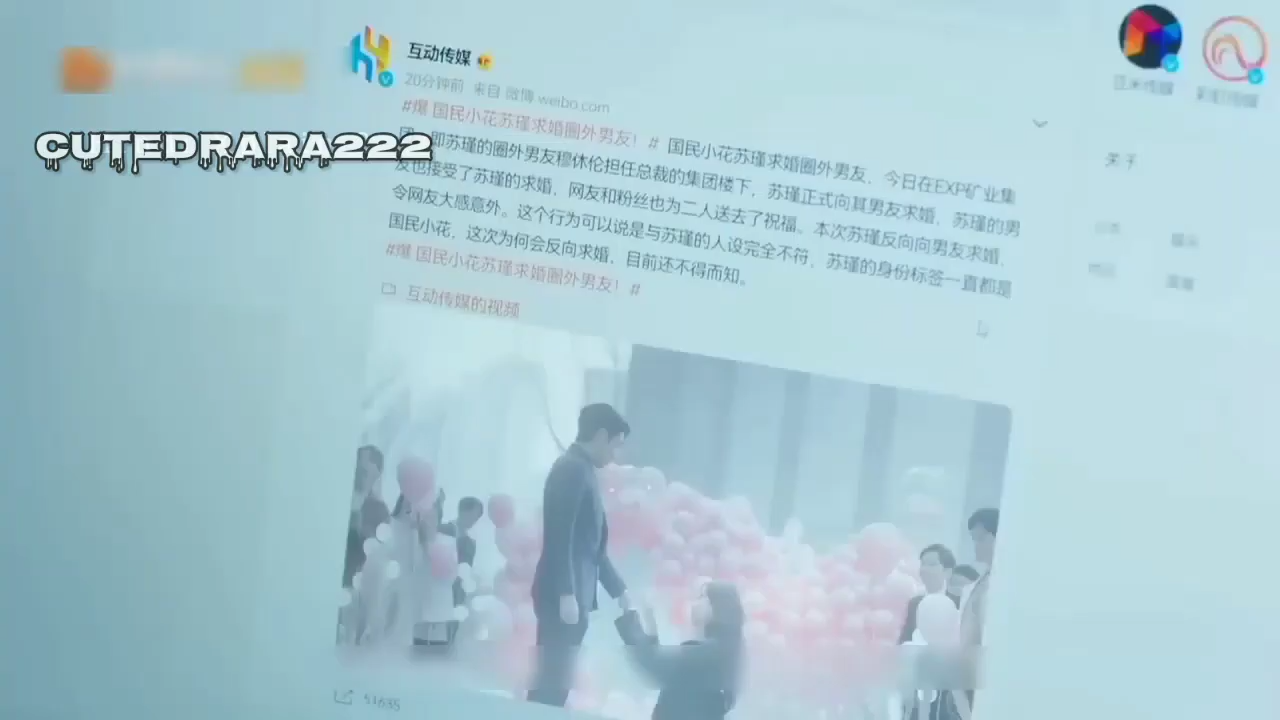 互动传媒
20分钟前 来自 微博 weibo.com
#爆 国民小花苏瑾求婚圈外男友！# 国民小花苏瑾求婚圈外男友，今日在EXP矿业集
团，即苏瑾的圈外男友穆休伦担任总裁的集团楼下，苏瑾正式向其男友求婚，苏瑾的男
友也接受了苏瑾的求婚，网友和粉丝也为二人送去了祝福。本次苏瑾反向向男友求婚，
令网友大感意外。这个行为可以说是与苏瑾的人设完全不符，苏瑾的身份标签一直都是
国民小花，这次为何会反向求婚，目前还不得而知。
#爆 国民小花苏瑾求婚圈外男友！#
互动传媒的视频
CUTEDRARA222
51635